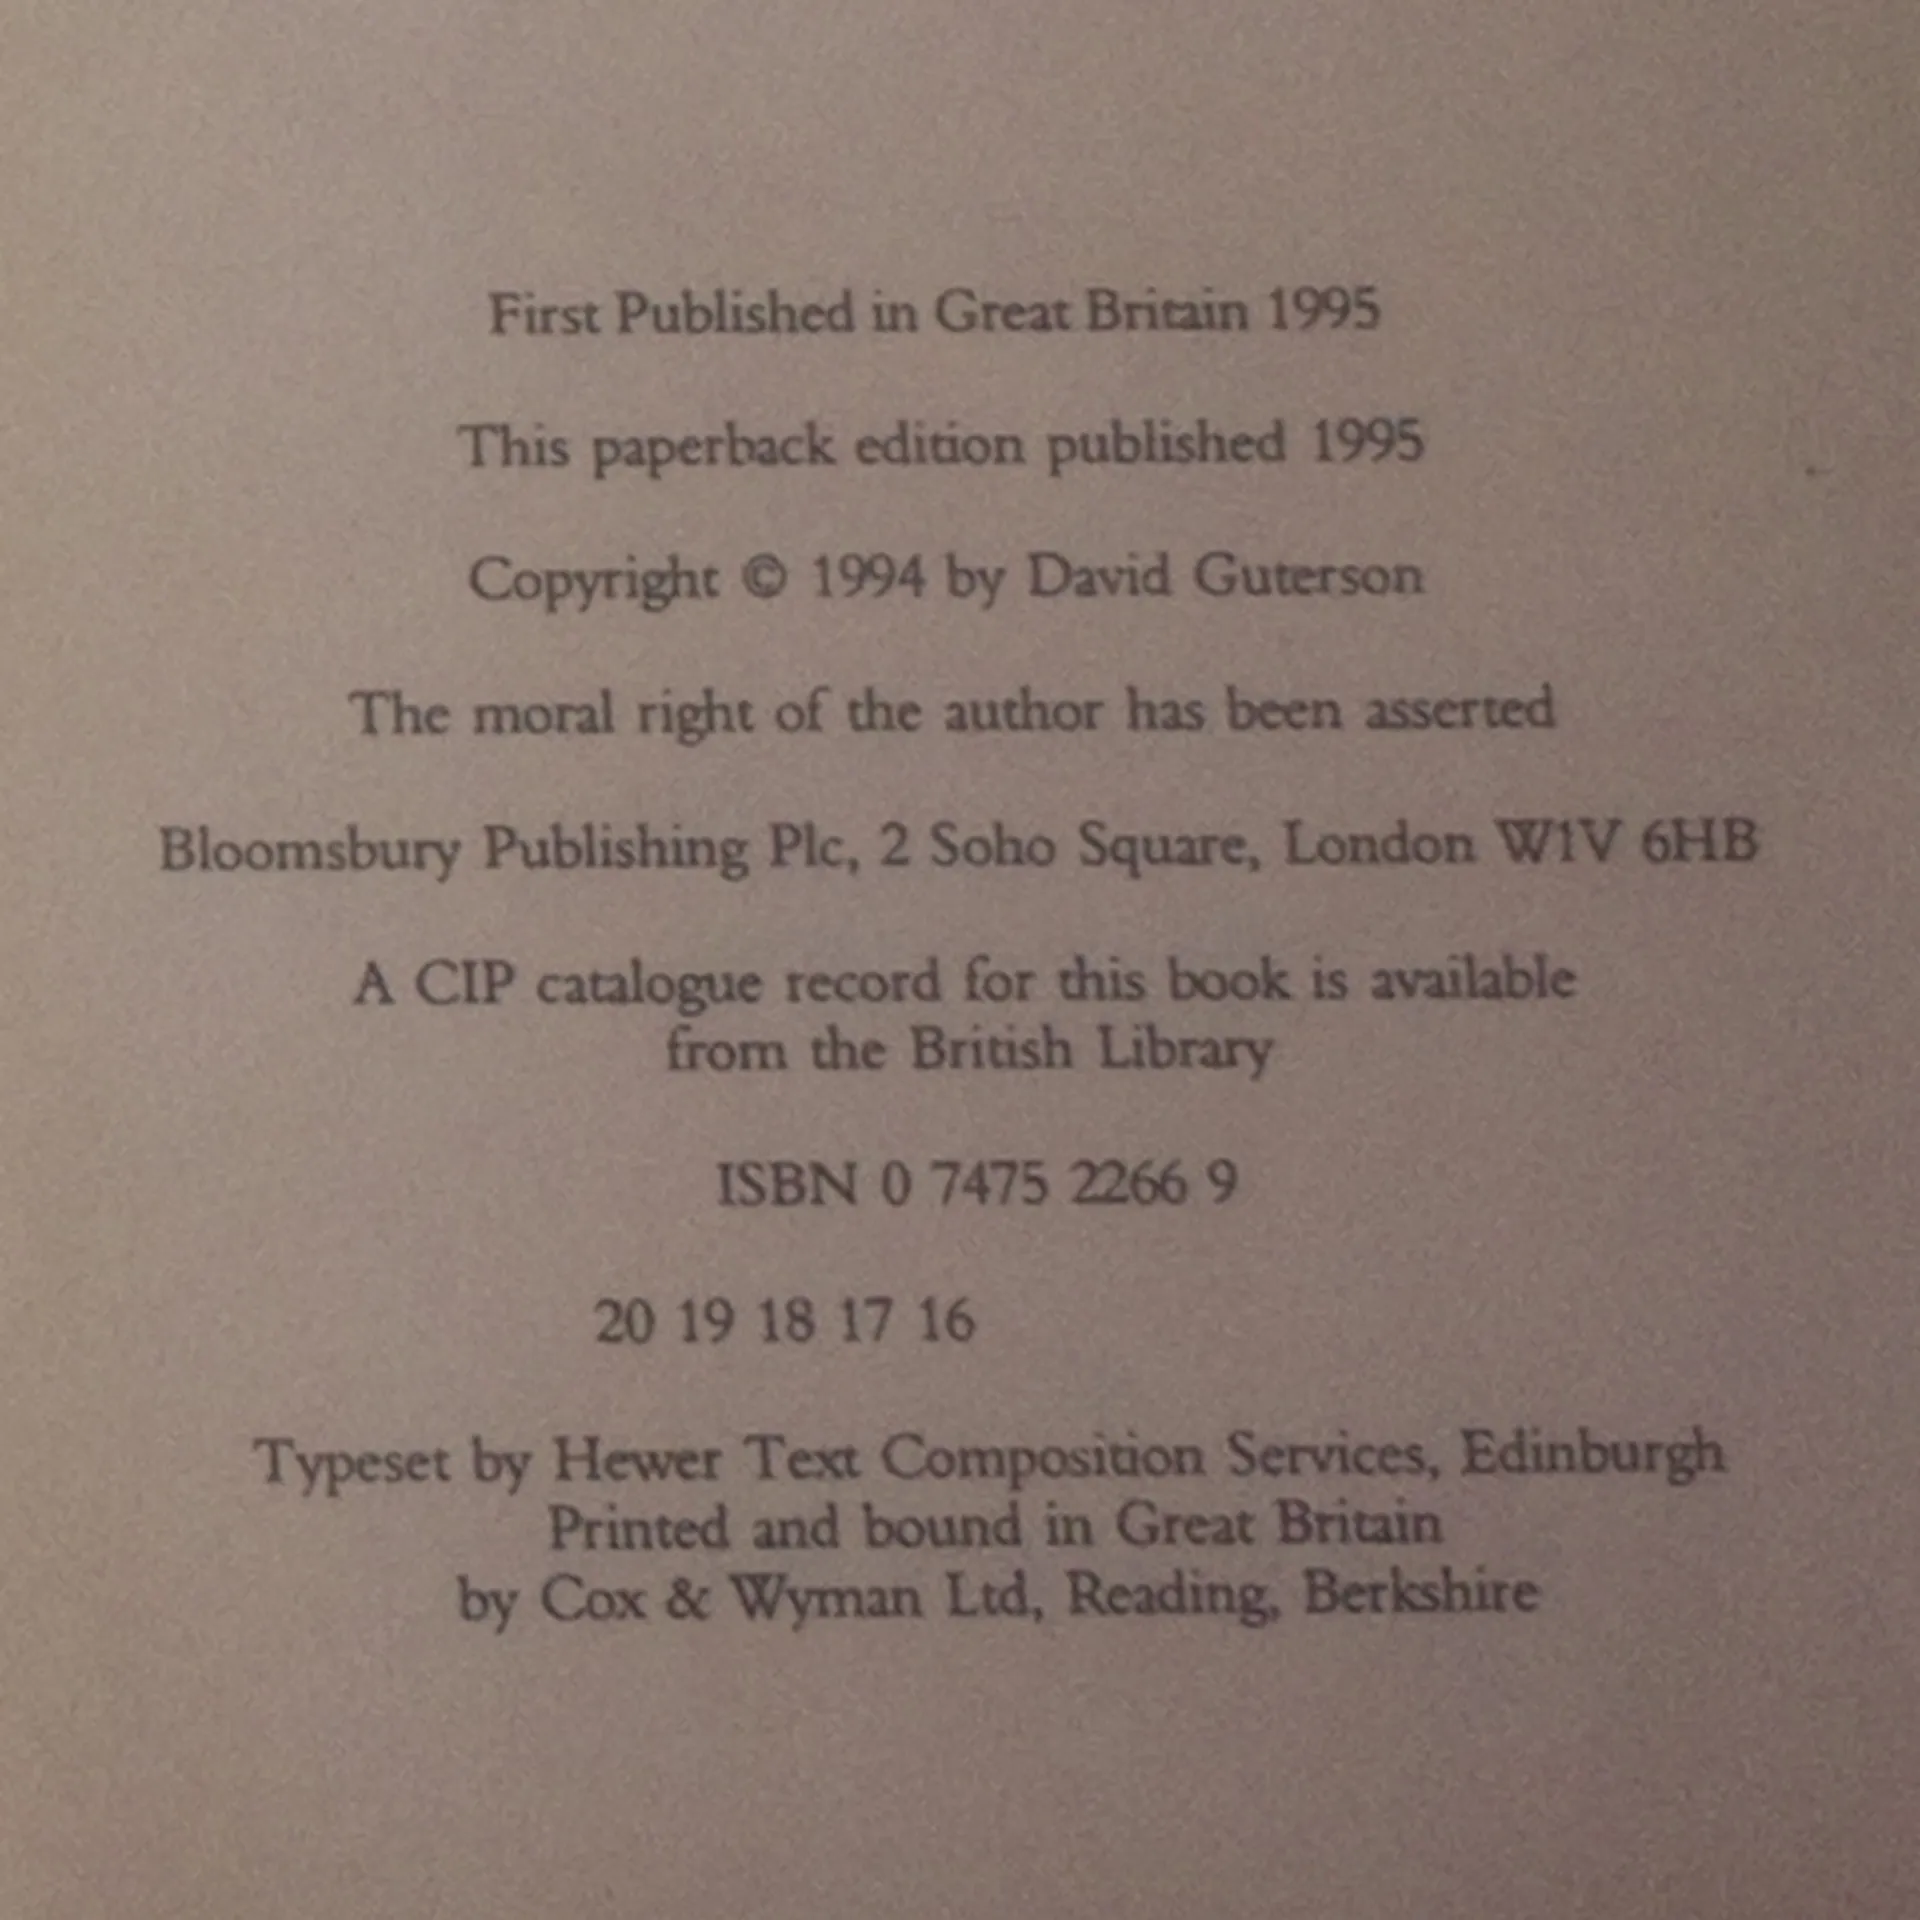 First Published in Great Britain 1995
This paperback edition published 1995
Copyright © 1994 by David Guterson
The moral right of the author has been asserted
Bloomsbury Publishing Plc, 2 Soho Square, London W1V 6HB
A CIP catalogue record for this book is available
from the British Library
ISBN 0 7475 2266 9
20 19 18 17 16
Typeset by Hewer Text Composition Services, Edinburgh
Printed and bound in Great Britain
by Cox & Wyman Ltd, Reading, Berkshire